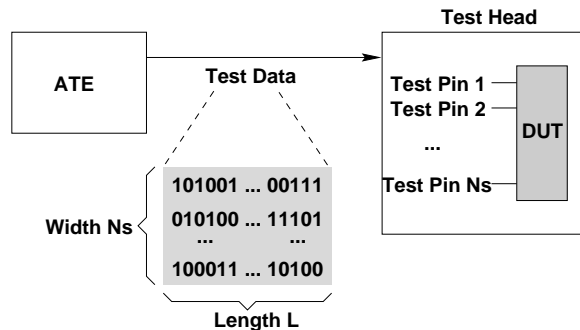 Test Head
ATE
Test Data
Test Pin 1
Test Pin 2
...
Test Pin Ns
DUT
Width Ns
101001 ... 00111
010100 ... 11101
... ...
100011 ... 10100
Length L